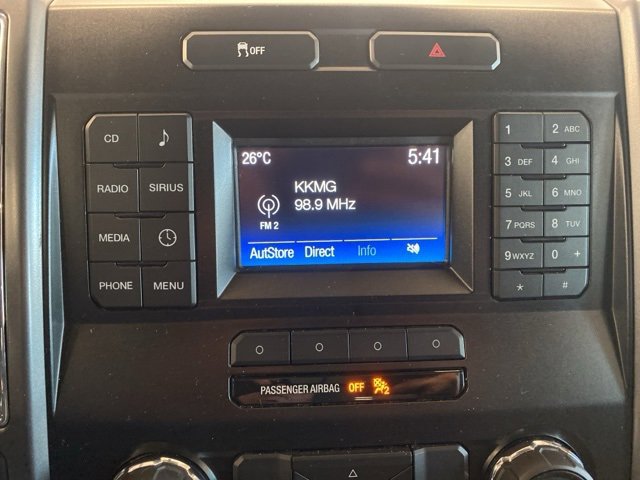 OFF
CD
RADIO SIRIUS
MEDIA
PHONE MENU
26°C 5:41
KKMG
98.9 MHz
FM 2
AutStore Direct Info
1 2 ABC
3 DEF 4 GHI
5 JKL 6 MNO
7 PQRS 8 TUV
9 WXYZ 0 +
* #
PASSENGER AIRBAG OFF 2